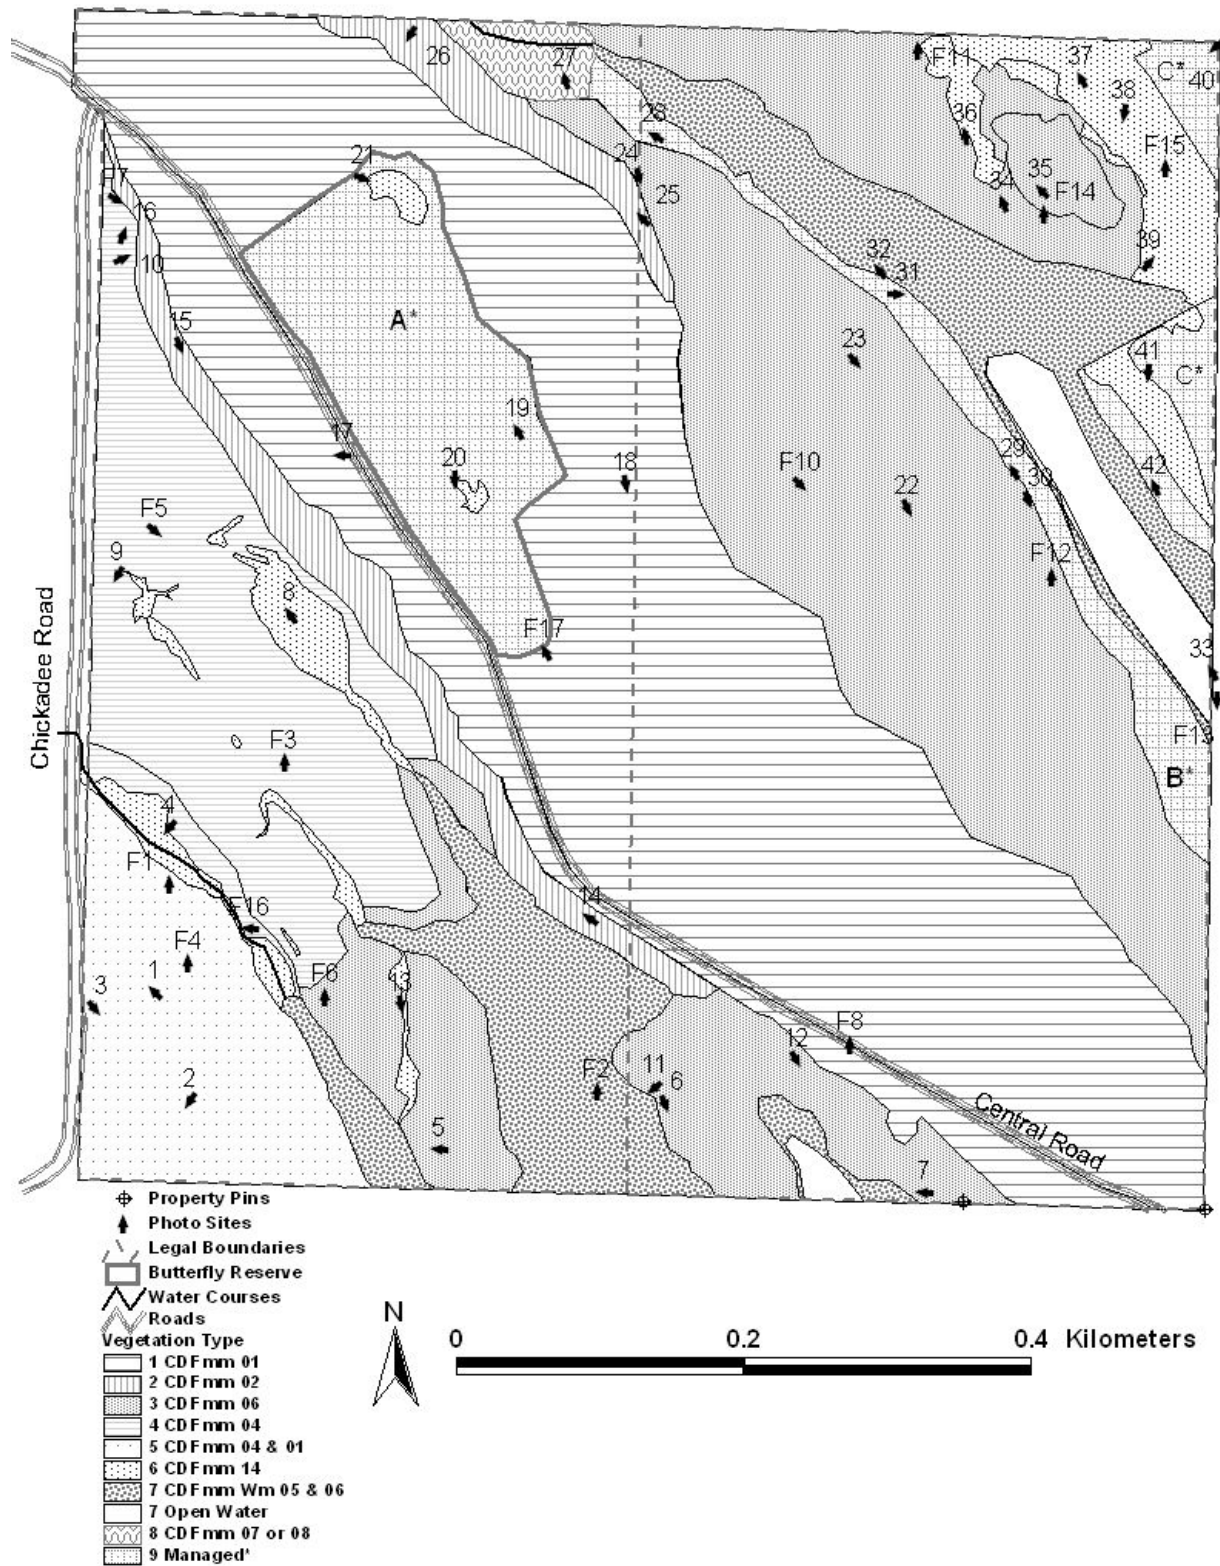 26
27
F11
37
C*
40
38
28
36
F15
21
24
35
34
F14
F7
25
16
39
10
32
31
15
A*
23
41
C*
19
17
20
18
F10
29
42
30
22
F5
9
F12
8
F17
33
Chickadee Road
F3
F13
B*
4
F1
14
F16
F4
1
3
F6
13
F8
12
2
F2
11
6
5
Central Road
7
Property Pins
Photo Sites
Legal Boundaries
Butterfly Reserve
Water Courses
Roads
Vegetation Type
1 CDFmm 01
2 CDFmm 02
3 CDFmm 06
4 CDFmm 04
5 CDFmm 04 & 01
6 CDFmm 14
7 CDFmm Wm 05 & 06
7 Open Water
8 CDFmm 07 or 08
9 Managed*
N
0 0.2 0.4 Kilometers